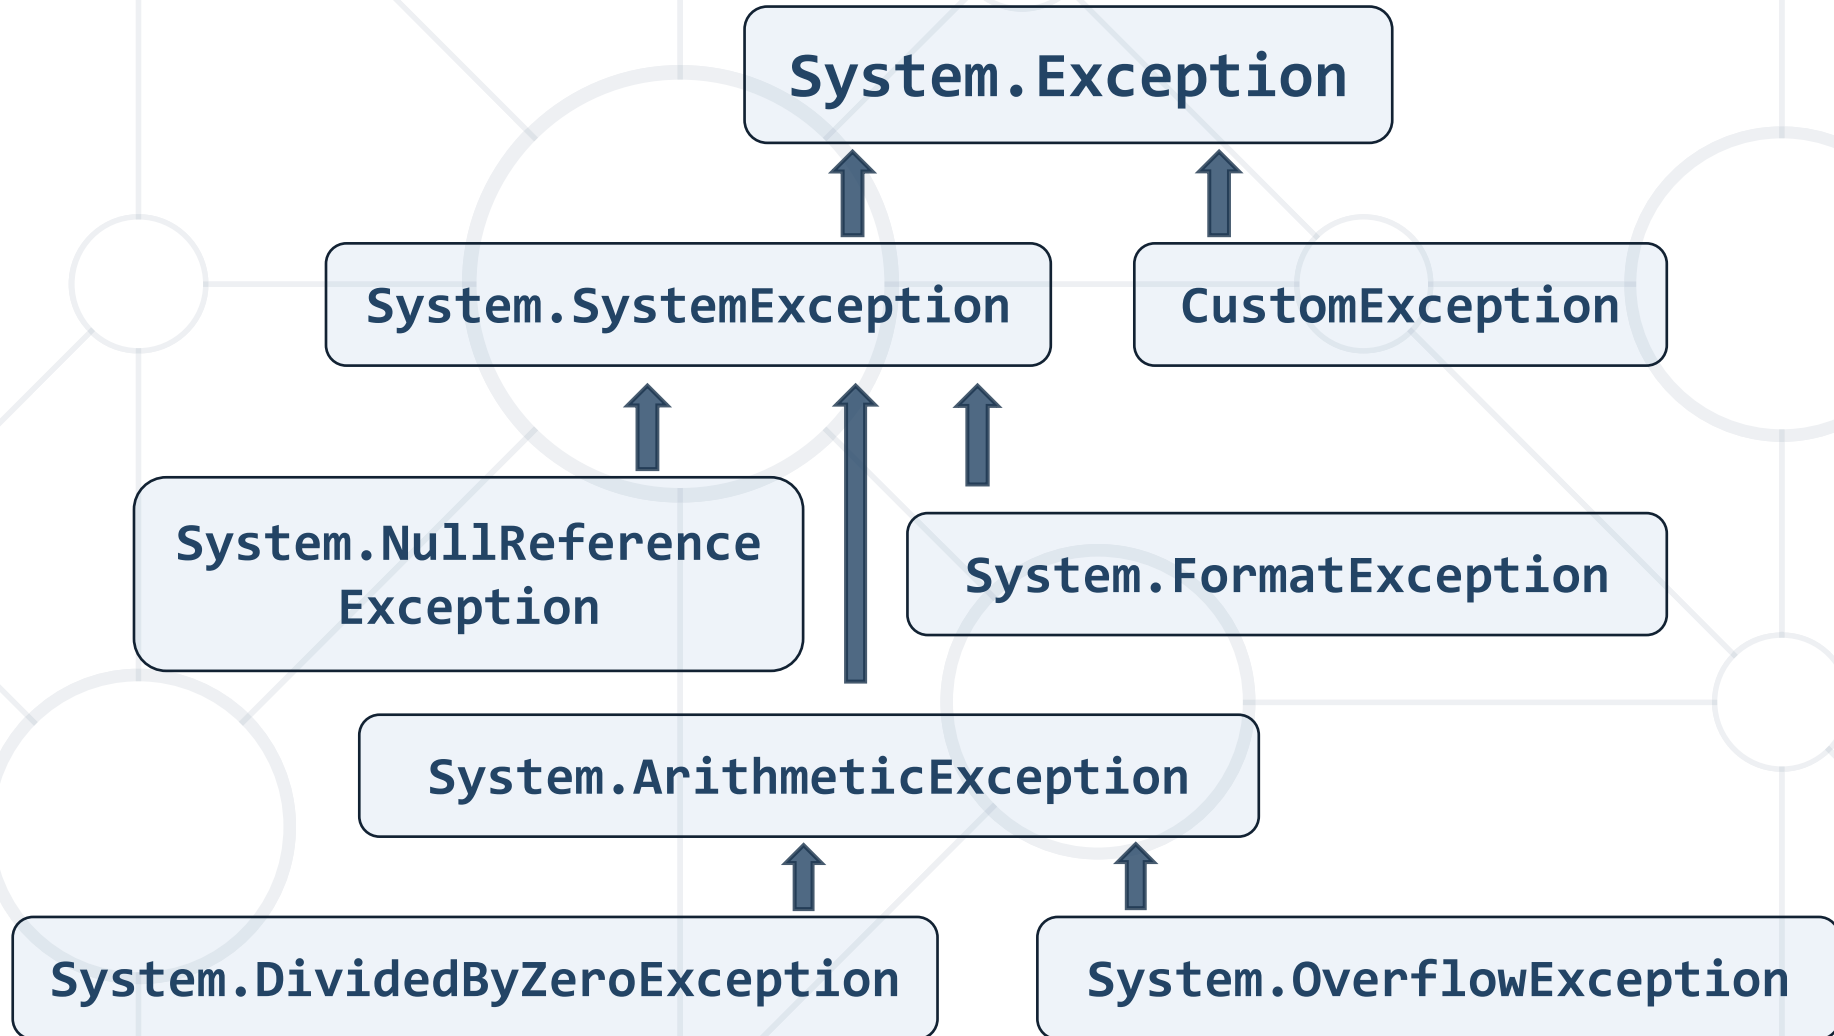 System.Exception
System.SystemException
CustomException
System.NullReference
Exception
System.FormatException
System.ArithmeticException
System.DividedByZeroException
System.OverflowException